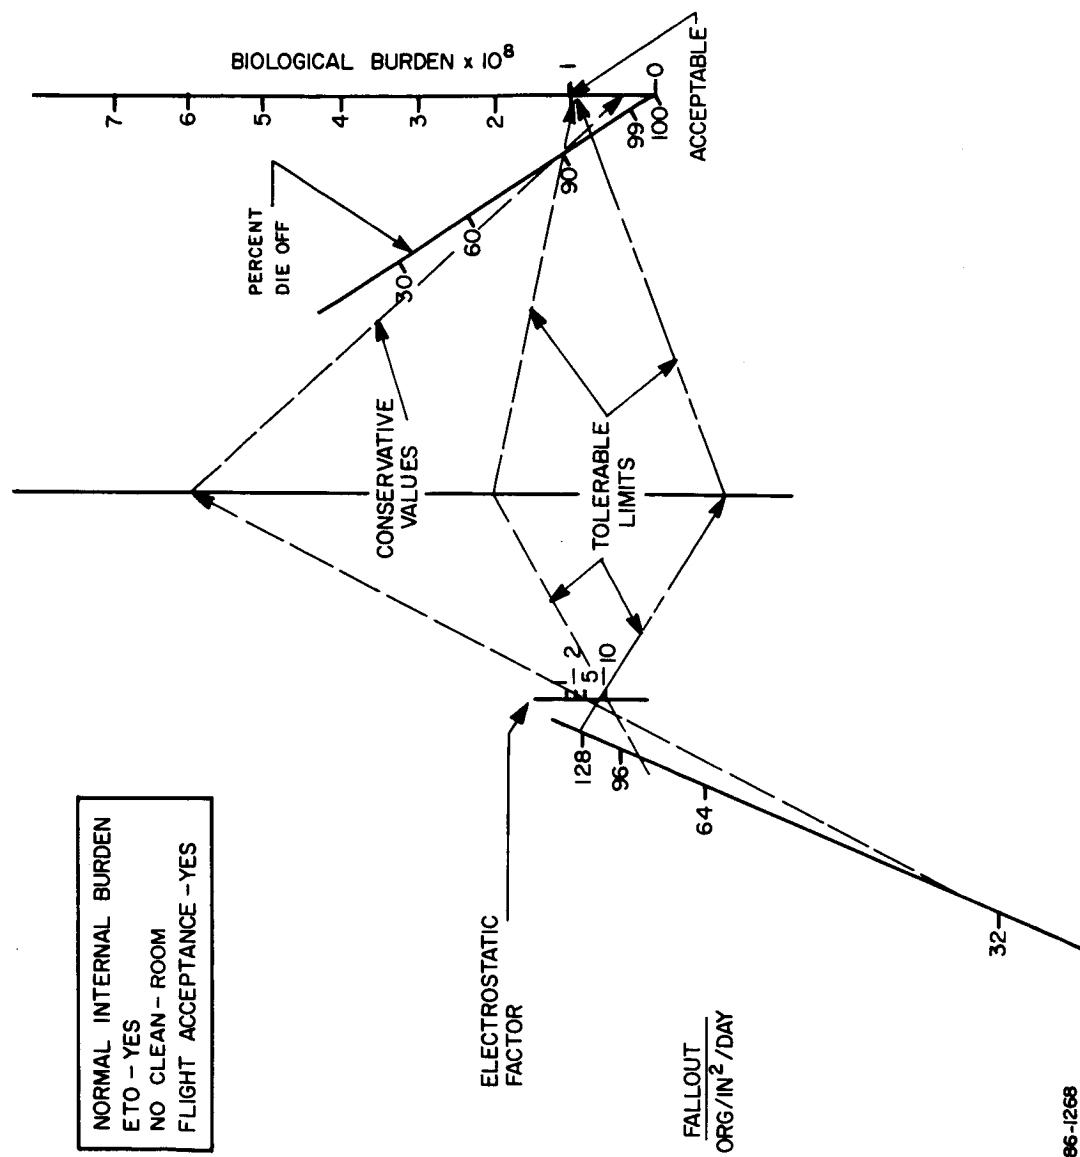 NORMAL INTERNAL BURDEN
ETO - YES
NO CLEAN - ROOM
FLIGHT ACCEPTANCE - YES
BIOLOGICAL BURDEN x 10⁸
7
6
5
4
3
2
1
0
ACCEPTABLE
PERCENT
DIE OFF
30
60
90
99
100
CONSERVATIVE
VALUES
TOLERABLE
LIMITS
ELECTROSTATIC
FACTOR
1
2
5
10
128
96
64
32
FALLOUT
ORG/IN²/DAY
86-1268